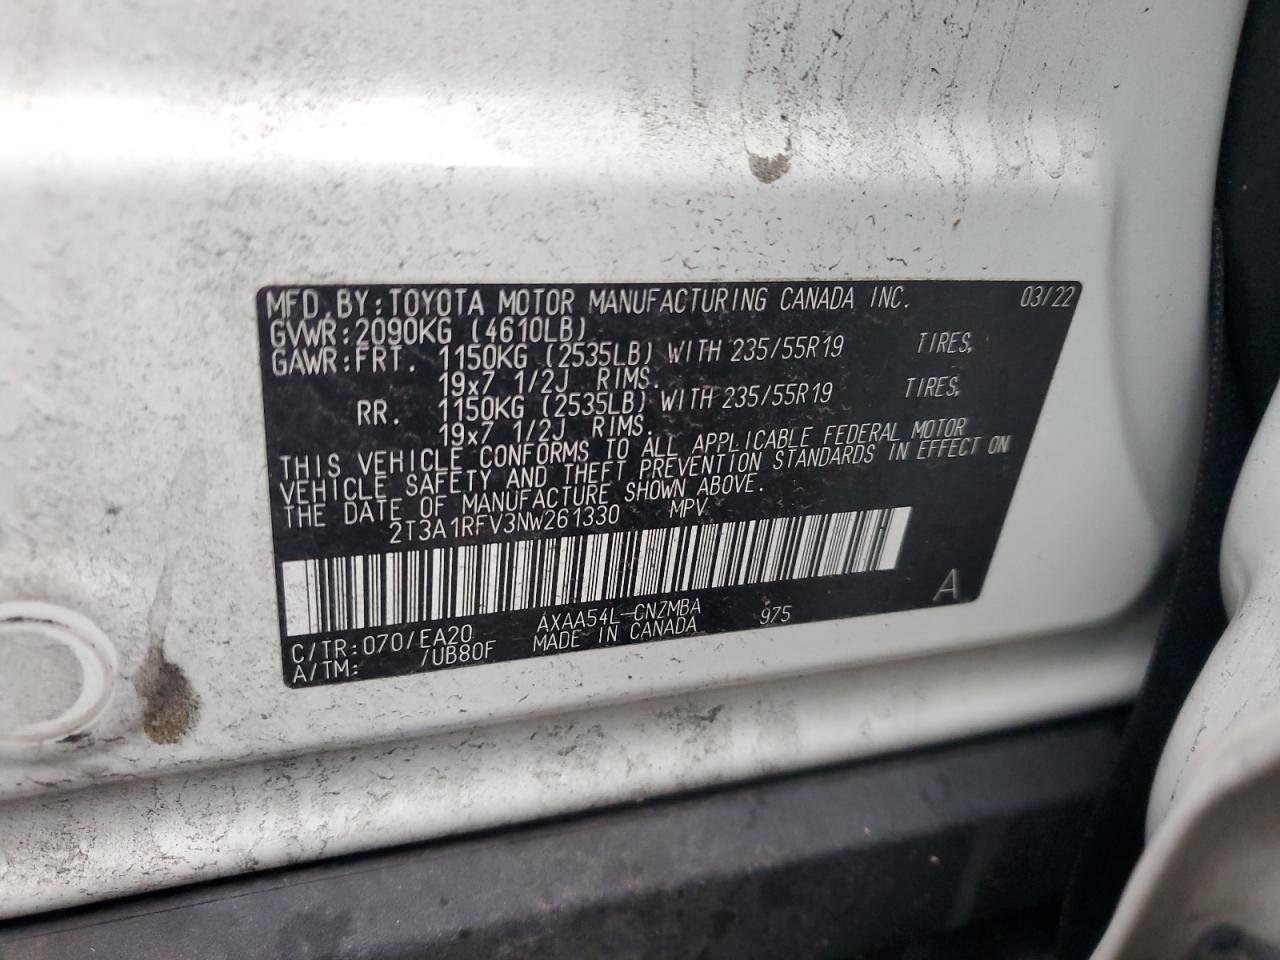 MFD.BY:TOYOTA MOTOR MANUFACTURING CANADA INC. 03/22
GVWR:2090KG (4610LB)
GAWR:FRT. 1150KG (2535LB) WITH 235/55R19 TIRES,
19x7 1/2J RIMS.
RR. 1150KG (2535LB) WITH 235/55R19 TIRES,
19x7 1/2J RIMS.
THIS VEHICLE CONFORMS TO ALL APPLICABLE FEDERAL MOTOR
VEHICLE SAFETY AND THEFT PREVENTION STANDARDS IN EFFECT ON
THE DATE OF MANUFACTURE SHOWN ABOVE.
2T3A1RFV3NW261330 MPV
C/TR:070/EA20 AXAA54L-CNZMBA 975 A
A/TM: /UB80F MADE IN CANADA